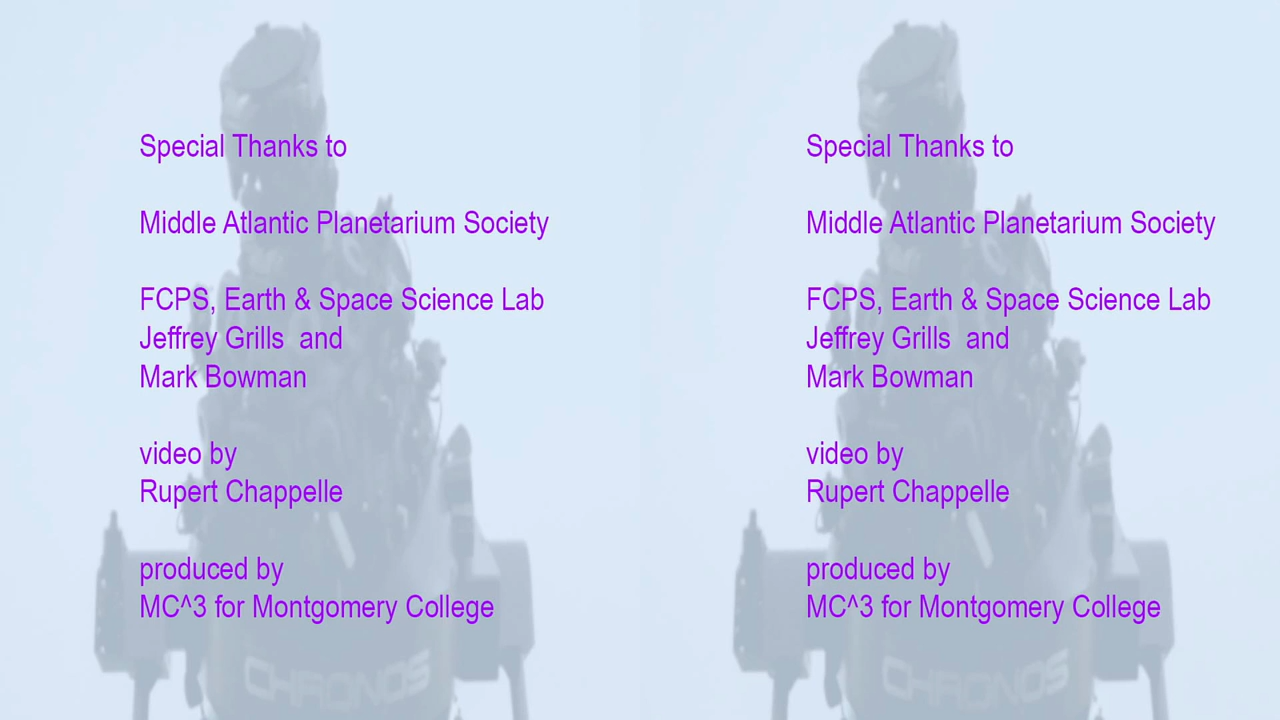 Special Thanks to
Middle Atlantic Planetarium Society
FCPS, Earth & Space Science Lab
Jeffrey Grills  and
Mark Bowman
video by
Rupert Chappelle
produced by
MC^3 for Montgomery College
CHRONOS
Special Thanks to
Middle Atlantic Planetarium Society
FCPS, Earth & Space Science Lab
Jeffrey Grills  and
Mark Bowman
video by
Rupert Chappelle
produced by
MC^3 for Montgomery College
CHRONOS